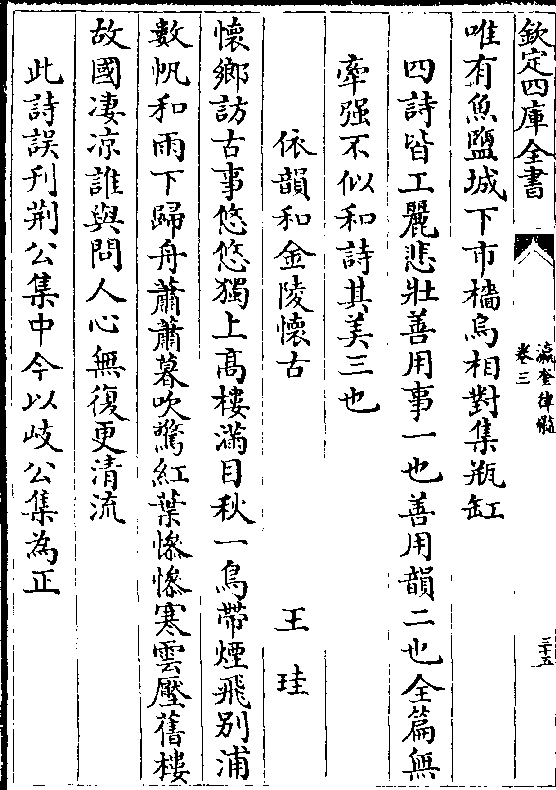 欽定四庫全書
瀛奎律髓
卷三
三十五
唯有魚鹽城下市檣烏相對集瓶缸
四詩皆工麗悲壯善用事一也善用韻二也全篇無
牽强不似和詩其美三也
依韻和金陵懷古
王珪
懷鄉訪古事悠悠獨上髙樓滿目秋一鳥帶煙飛别浦
數帆和雨下歸舟蕭蕭暮吹驚紅葉慘慘寒雲壓舊樓
故國凄凉誰與問人心無復更清流
此詩誤刋荆公集中今以岐公集為正